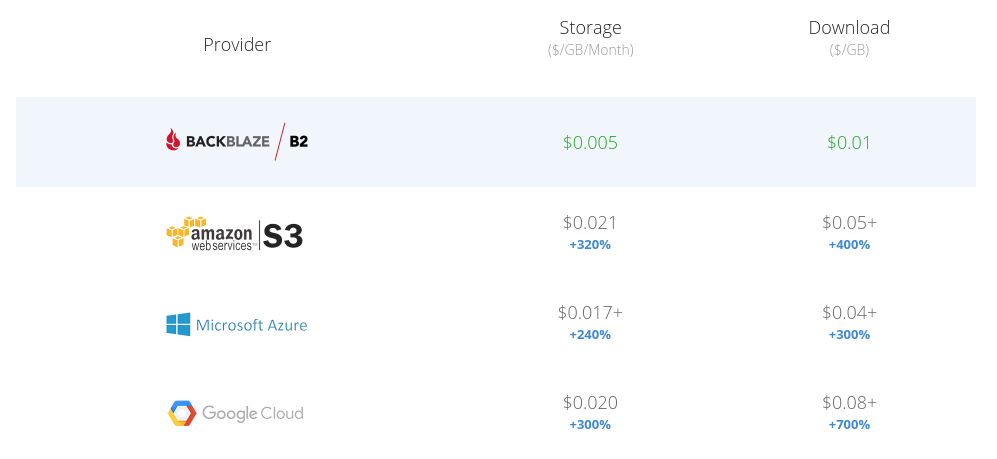 Provider
Storage
($/GB/Month)
Download
($/GB)
BACKBLAZE / B2
$0.005
$0.01
amazon
web services™
S3
$0.021
+320%
$0.05+
+400%
Microsoft Azure
$0.017+
+240%
$0.04+
+300%
Google Cloud
$0.020
+300%
$0.08+
+700%